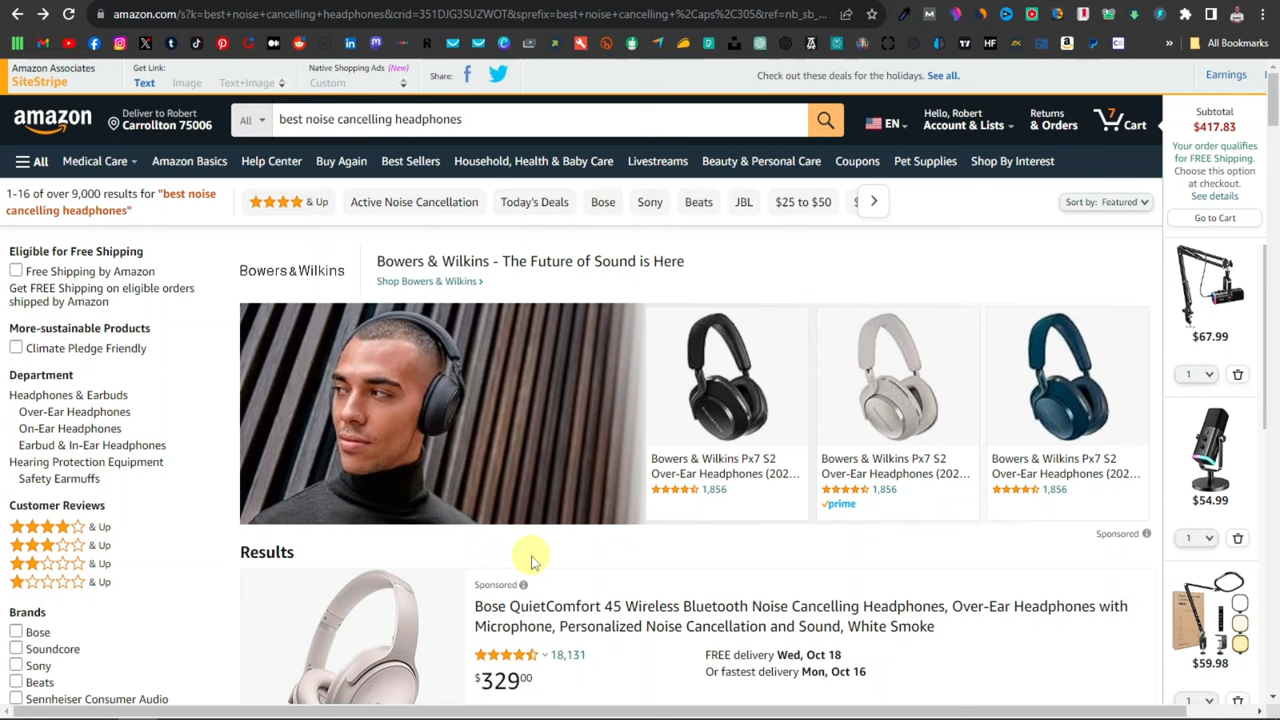 amazon.com/s?k=best+noise+cancelling+headphones&crid=351DJG3SUZWOT&sprefix=best+noise+cancelling+%2Caps%2C305&ref=nb_sb_...
All Bookmarks
Amazon Associates
SiteStripe
Get Link:
Text
Image
Text+Image
Native Shopping Ads (New)
Custom
Share:
Check out these deals for the holidays. See all.
Earnings
amazon
Deliver to Robert
Carrollton 75006
All
best noise cancelling headphones
EN
Hello, Robert
Account & Lists
Returns
& Orders
7
Cart
All
Medical Care
Amazon Basics
Help Center
Buy Again
Best Sellers
Household, Health & Baby Care
Livestreams
Beauty & Personal Care
Coupons
Pet Supplies
Shop By Interest
Subtotal
$417.83
Your order qualifies
for FREE Shipping.
Choose this option
at checkout.
See details
Go to Cart
1-16 of over 9,000 results for "best noise
cancelling headphones"
& Up
Active Noise Cancellation
Today's Deals
Bose
Sony
Beats
JBL
$25 to $50
Sort by: Featured
Eligible for Free Shipping
Free Shipping by Amazon
Get FREE Shipping on eligible orders
shipped by Amazon
More-sustainable Products
Climate Pledge Friendly
Department
Headphones & Earbuds
Over-Ear Headphones
On-Ear Headphones
Earbud & In-Ear Headphones
Hearing Protection Equipment
Safety Earmuffs
Customer Reviews
& Up
& Up
& Up
& Up
Brands
Bose
Soundcore
Sony
Beats
Sennheiser Consumer Audio
Bowers & Wilkins
Bowers & Wilkins - The Future of Sound is Here
Shop Bowers & Wilkins
Bowers & Wilkins Px7 S2
Over-Ear Headphones (202...
1,856
Bowers & Wilkins Px7 S2
Over-Ear Headphones (202...
1,856
prime
Bowers & Wilkins Px7 S2
Over-Ear Headphones (202...
1,856
Sponsored
Results
Sponsored
Bose QuietComfort 45 Wireless Bluetooth Noise Cancelling Headphones, Over-Ear Headphones with
Microphone, Personalized Noise Cancellation and Sound, White Smoke
18,131
$329 00
FREE delivery Wed, Oct 18
Or fastest delivery Mon, Oct 16
$67.99
1
$54.99
1
$59.98
1